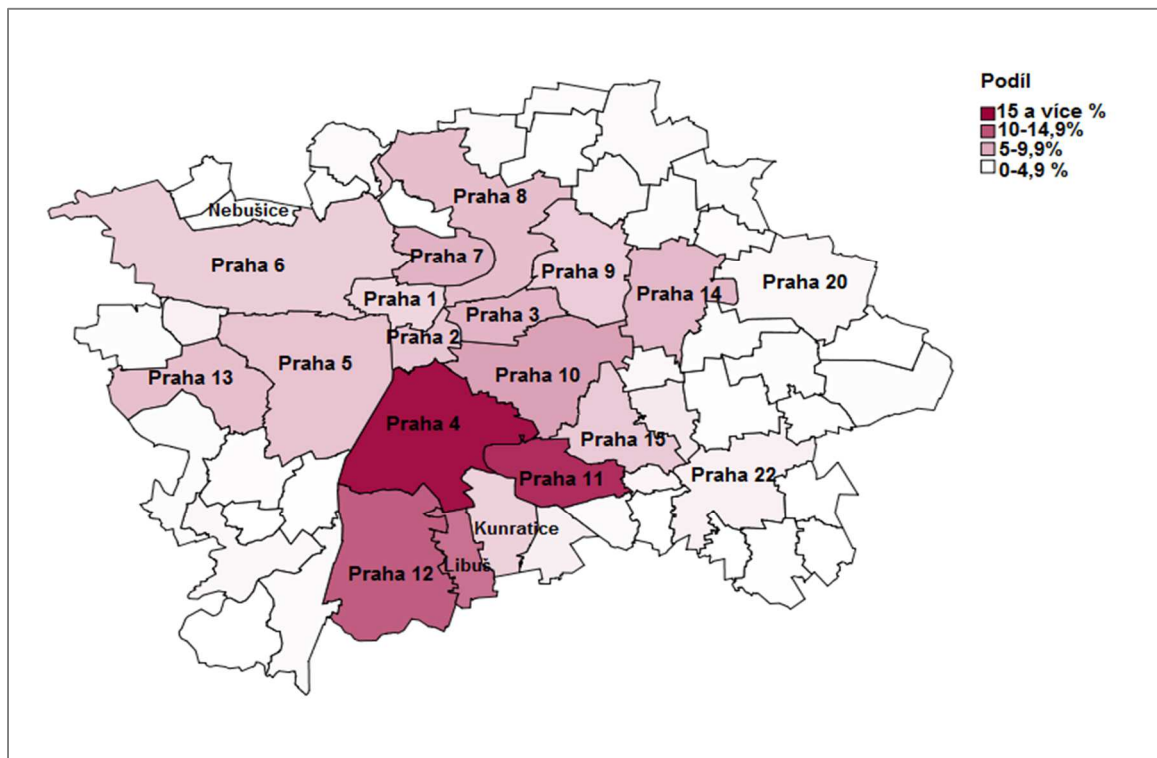 Podíl
15 a více %
10-14,9%
5-9,9%
0-4,9 %
Praha 8
Nebušice
Praha 7
Praha 6
Praha 9
Praha 20
Praha 14
Praha 1
Praha 3
Praha 2
Praha 5
Praha 13
Praha 10
Praha 4
Praha 15
Praha 11
Praha 22
Kunratice
Libuš
Praha 12